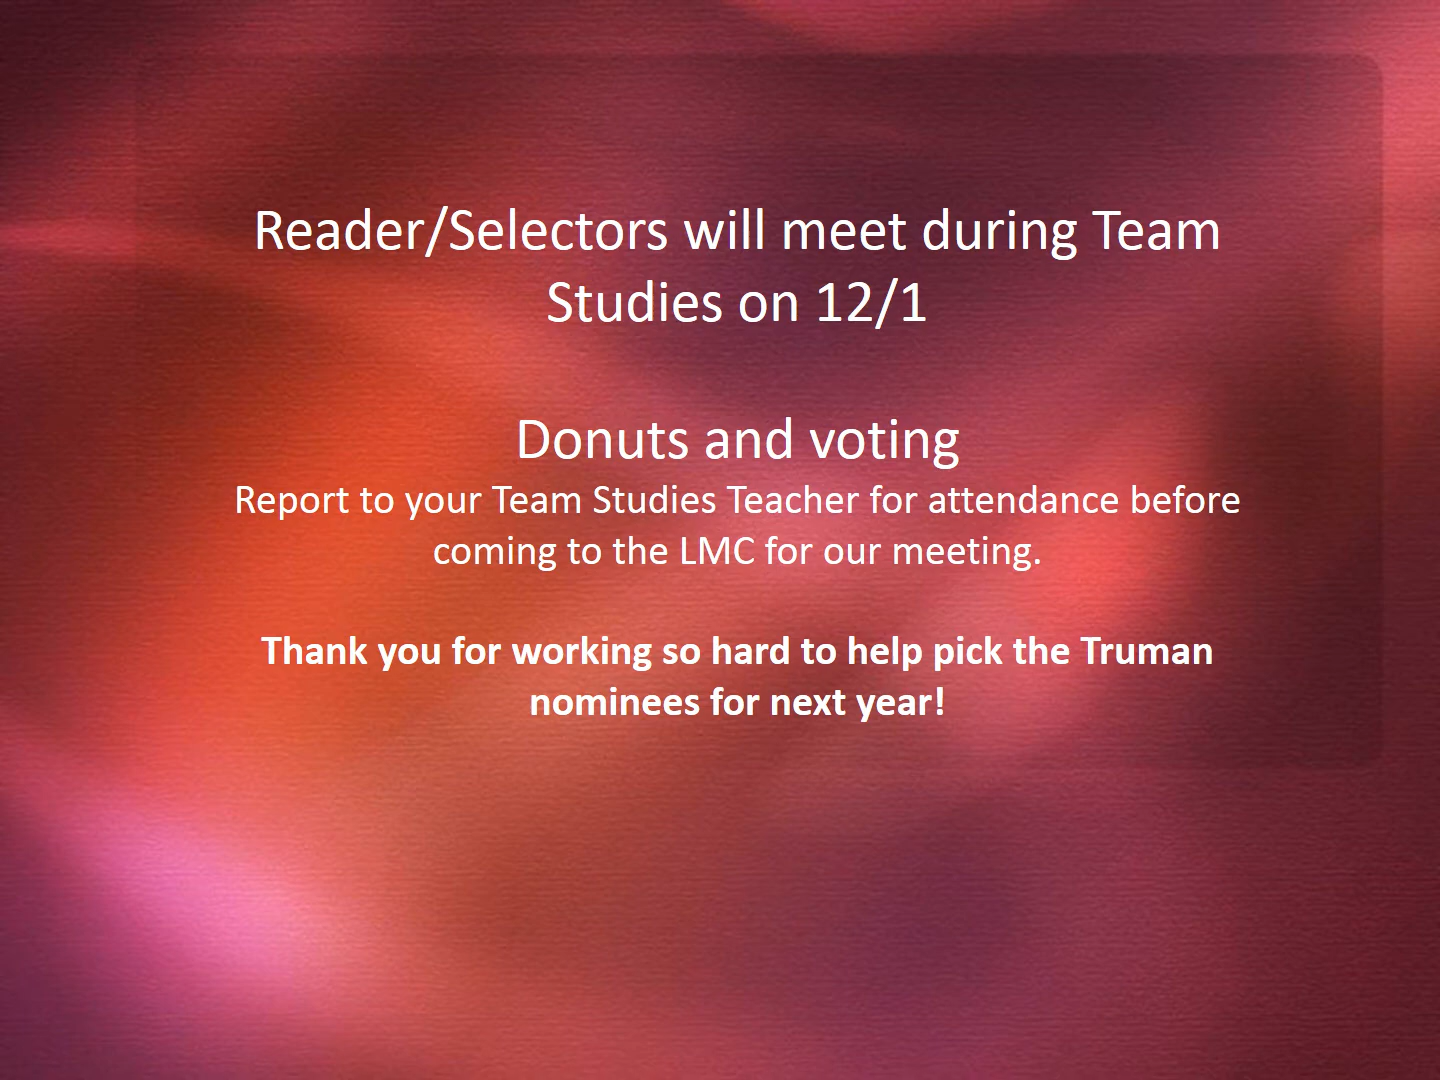 Reader/Selectors will meet during Team
Studies on 12/1
Donuts and voting
Report to your Team Studies Teacher for attendance before
coming to the LMC for our meeting.
Thank you for working so hard to help pick the Truman
nominees for next year!